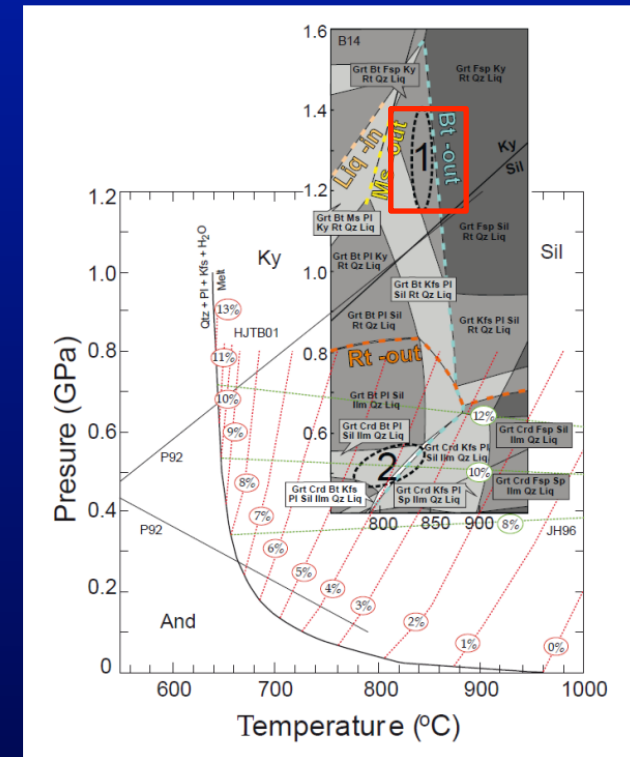 1.6
B14
Grt Bt Fsp Ky
Rt Qz Liq
Grt Fsp Ky
Rt Qz Liq
1.4
Liq -In
Ms -out
1
Bt -out
Ky
Sil
1.2
1.2
Grt Bt Ms Pl
Ky Rt Qz Liq
Qtz + Pl + Kfs + H2O
Melt
Ky
Grt Bt Pl Ky
Rt Qz Liq
Grt Fsp Sil
Rt Qz Liq
Sil
1.0
1.0
Grt Bt Kfs Pl
Sil Rt Qz Liq
13%
HJTB01
Grt Bt Pl Sil
Rt Qz Liq
Grt Kfs Pl
Sil Rt Qz Liq
0.8
0.8
11%
Rt -out
10%
Grt Bt Pl Sil
Ilm Qz Liq
12%
0.6
0.6
9%
Grt Crd Bt Pl
Sil Ilm Qz Liq
Grt Crd Kfs Pl
Sil Ilm Qz Liq
Grt Crd Fsp Sil
Ilm Qz Liq
P92
2
10%
Grt Crd Fsp Sp
Ilm Qz Liq
8%
Grt Crd Bt Kfs
Pl Sil Ilm Qz Liq
Grt Crd Kfs Pl
Sp Ilm Qz Liq
0.4
P92
7%
800
850
900
8%
JH96
6%
5%
4%
3%
0.2
2%
And
1%
0%
0
600
700
800
900
1000
Presure (GPa)
Temperature (ºC)